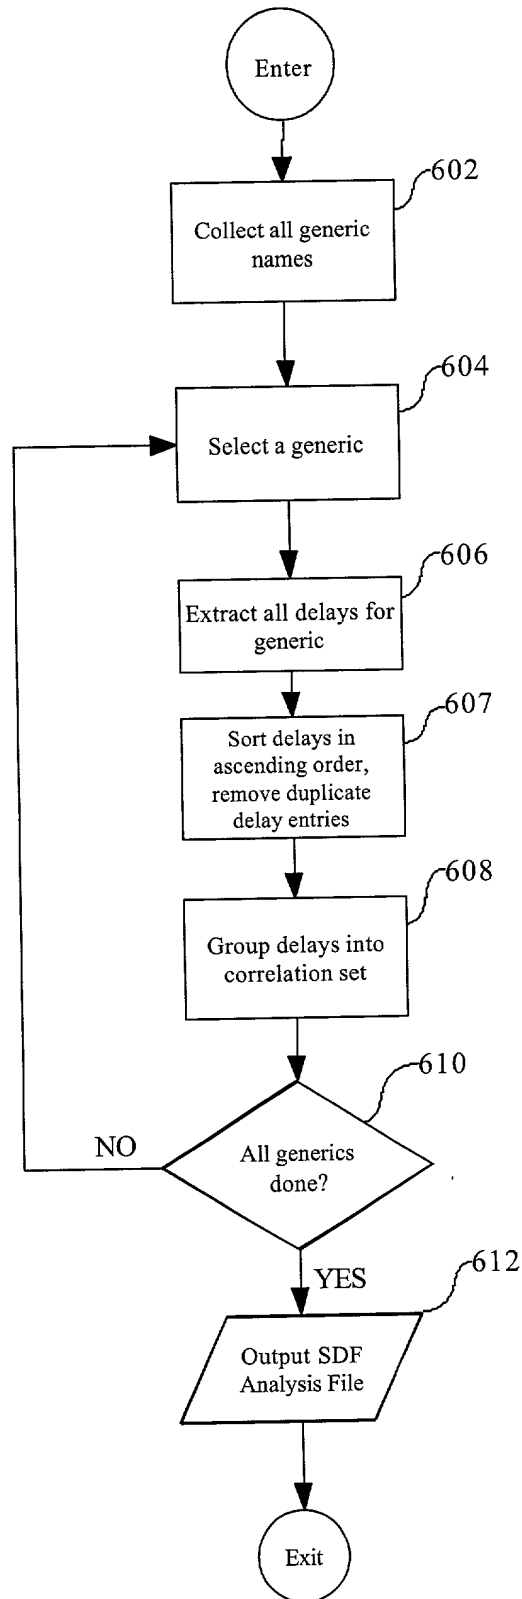 Enter
602
Collect all generic
names
604
Select a generic
606
Extract all delays for
generic
607
Sort delays in
ascending order,
remove duplicate
delay entries
608
Group delays into
correlation set
610
All generics
done?
NO
YES
612
Output SDF
Analysis File
Exit